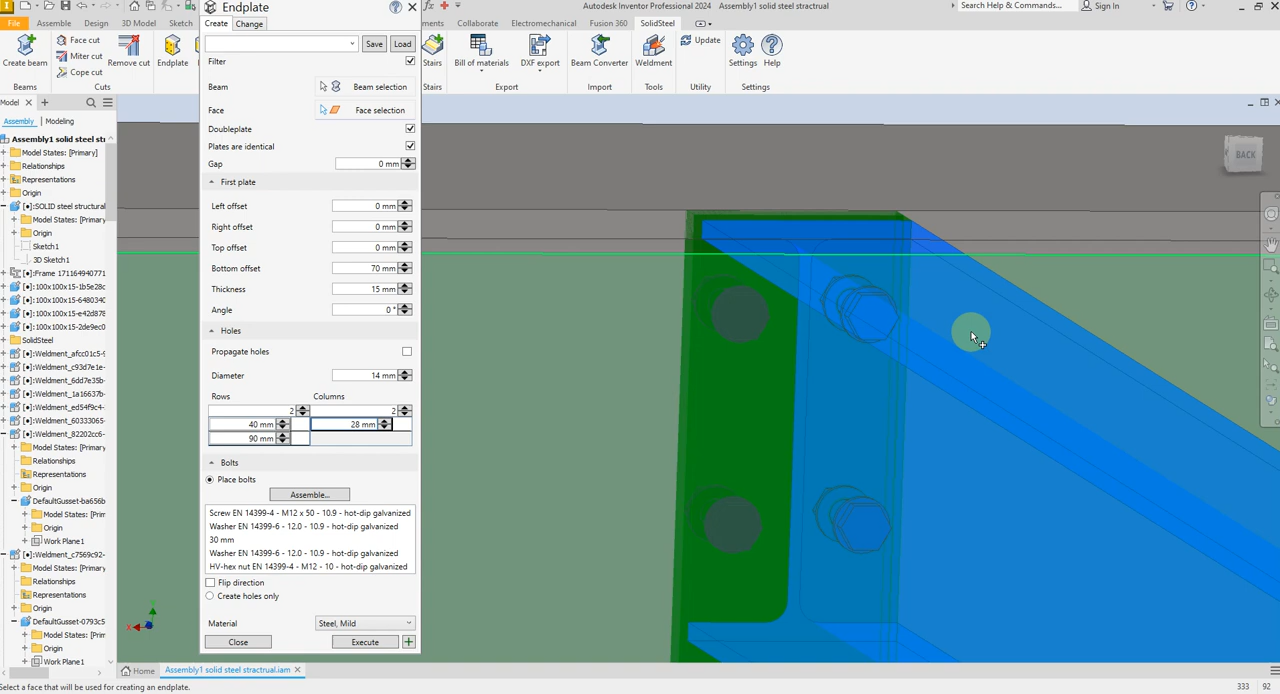 Endplate
Autodesk Inventor Professional 2024 Assembly1 solid steel stractrual
Search Help & Commands...
Sign In
File
Assemble
Design
3D Model
Sketch
Create
Change
ments
Collaborate
Electromechanical
Fusion 360
SolidSteel
Create beam
Face cut
Miter cut
Cope cut
Remove cut
Endplate
Save
Load
Stairs
Bill of materials
DXF export
Beam Converter
Weldment
Update
Settings
Help
Beams
Cuts
Stairs
Export
Import
Tools
Utility
Settings
Filter
Beam
Beam selection
Face
Face selection
Doubleplate
Plates are identical
Gap
0 mm
First plate
Left offset
0 mm
Right offset
0 mm
Top offset
0 mm
Bottom offset
70 mm
Thickness
15 mm
Angle
0 °
Holes
Propagate holes
Diameter
14 mm
Rows
Columns
2
2
40 mm
28 mm
90 mm
Bolts
Place bolts
Assemble...
Screw EN 14399-4 - M12 x 50 - 10.9 - hot-dip galvanized
Washer EN 14399-6 - 12.0 - 10.9 - hot-dip galvanized
30 mm
Washer EN 14399-6 - 12.0 - 10.9 - hot-dip galvanized
HV-hex nut EN 14399-4 - M12 - 10 - hot-dip galvanized
Flip direction
Create holes only
Material
Steel, Mild
Close
Execute
Model
Assembly
Modeling
Assembly1 solid steel str
Model States: [Primary]
Relationships
Representations
Origin
[•]:SOLID steel structural
Model States: [Prima
Origin
Sketch1
3D Sketch1
[•]:Frame 1711649407 71
[•]:100x100x15-1b5e28c
[•]:100x100x15-6480340
[•]:100x100x15-e42d878
[•]:100x100x15-2de9ec0
SolidSteel
[•]:Weldment_afcc01c5-9
[•]:Weldment_c93d7e1e-
[•]:Weldment_6dd7e35b-
[•]:Weldment_1a16637b-
[•]:Weldment_ed54f9c4-
[•]:Weldment_60333065-
[•]:Weldment_82202cc6-
Model States: [Prima
Relationships
Representations
Origin
DefaultGusset-ba656b
Model States: [Prim
Origin
Work Plane1
[•]:Weldment_c7569c92-
Model States: [Prima
Relationships
Representations
Origin
DefaultGusset-0793c5
Model States: [Prim
Origin
Work Plane1
BACK
Home
Assembly1 solid steel stractrual.iam
Select a face that will be used for creating an endplate.
333
92